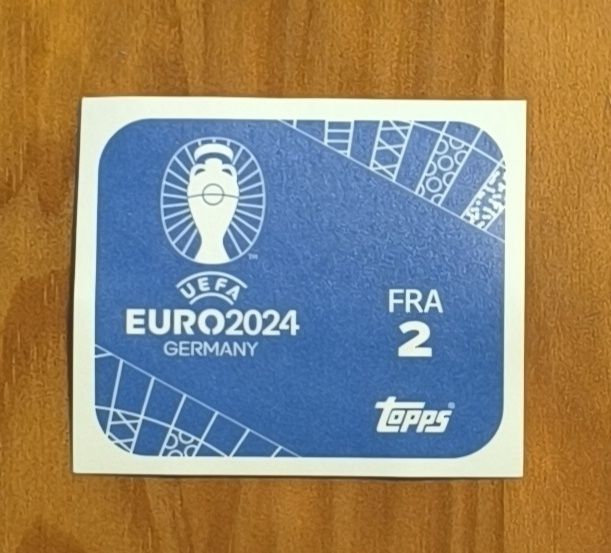 UEFA
EURO2024
GERMANY
FRA
2
TOPPS